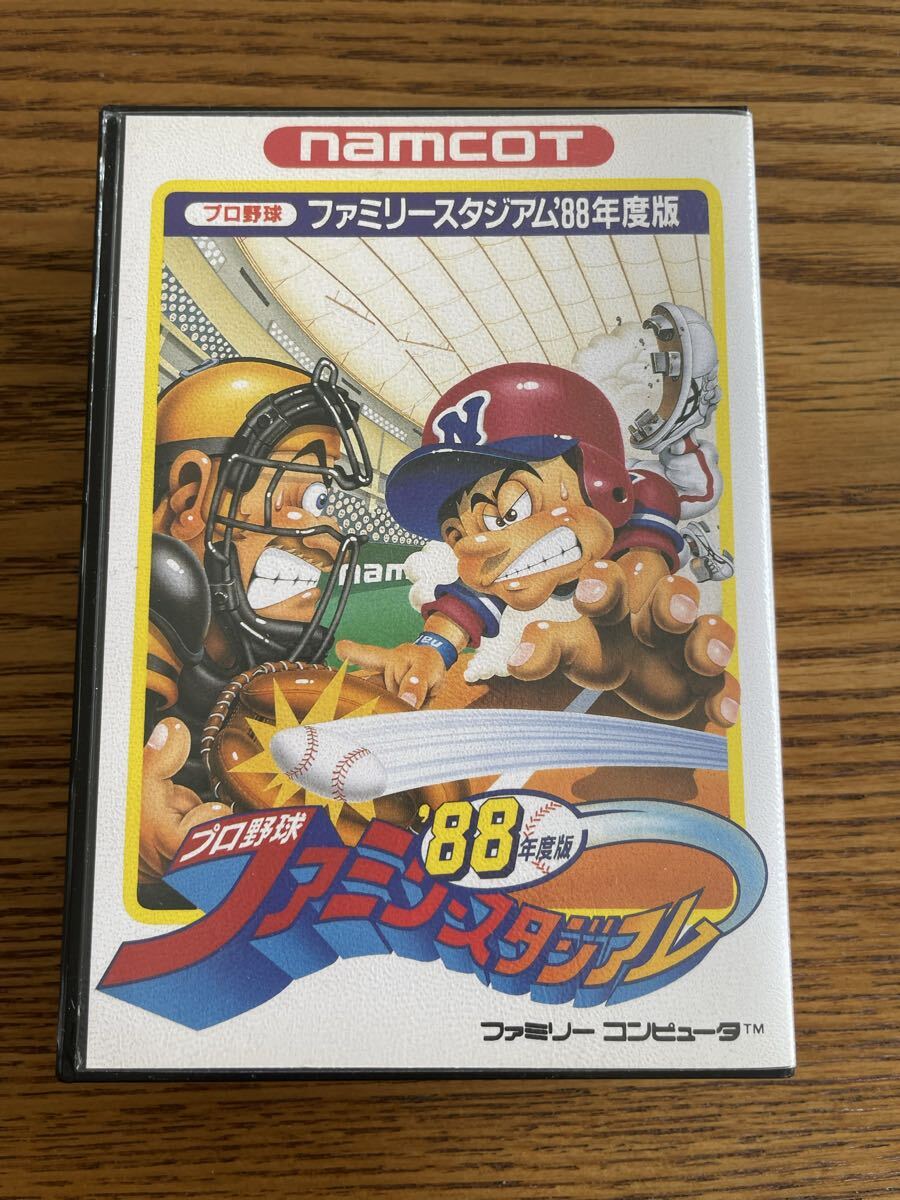 namcot
プロ野球 ファミリースタジアム'88年度版
N
nam
プロ野球 '88年度版
ファミリースタジアム
ファミリー コンピュータ™